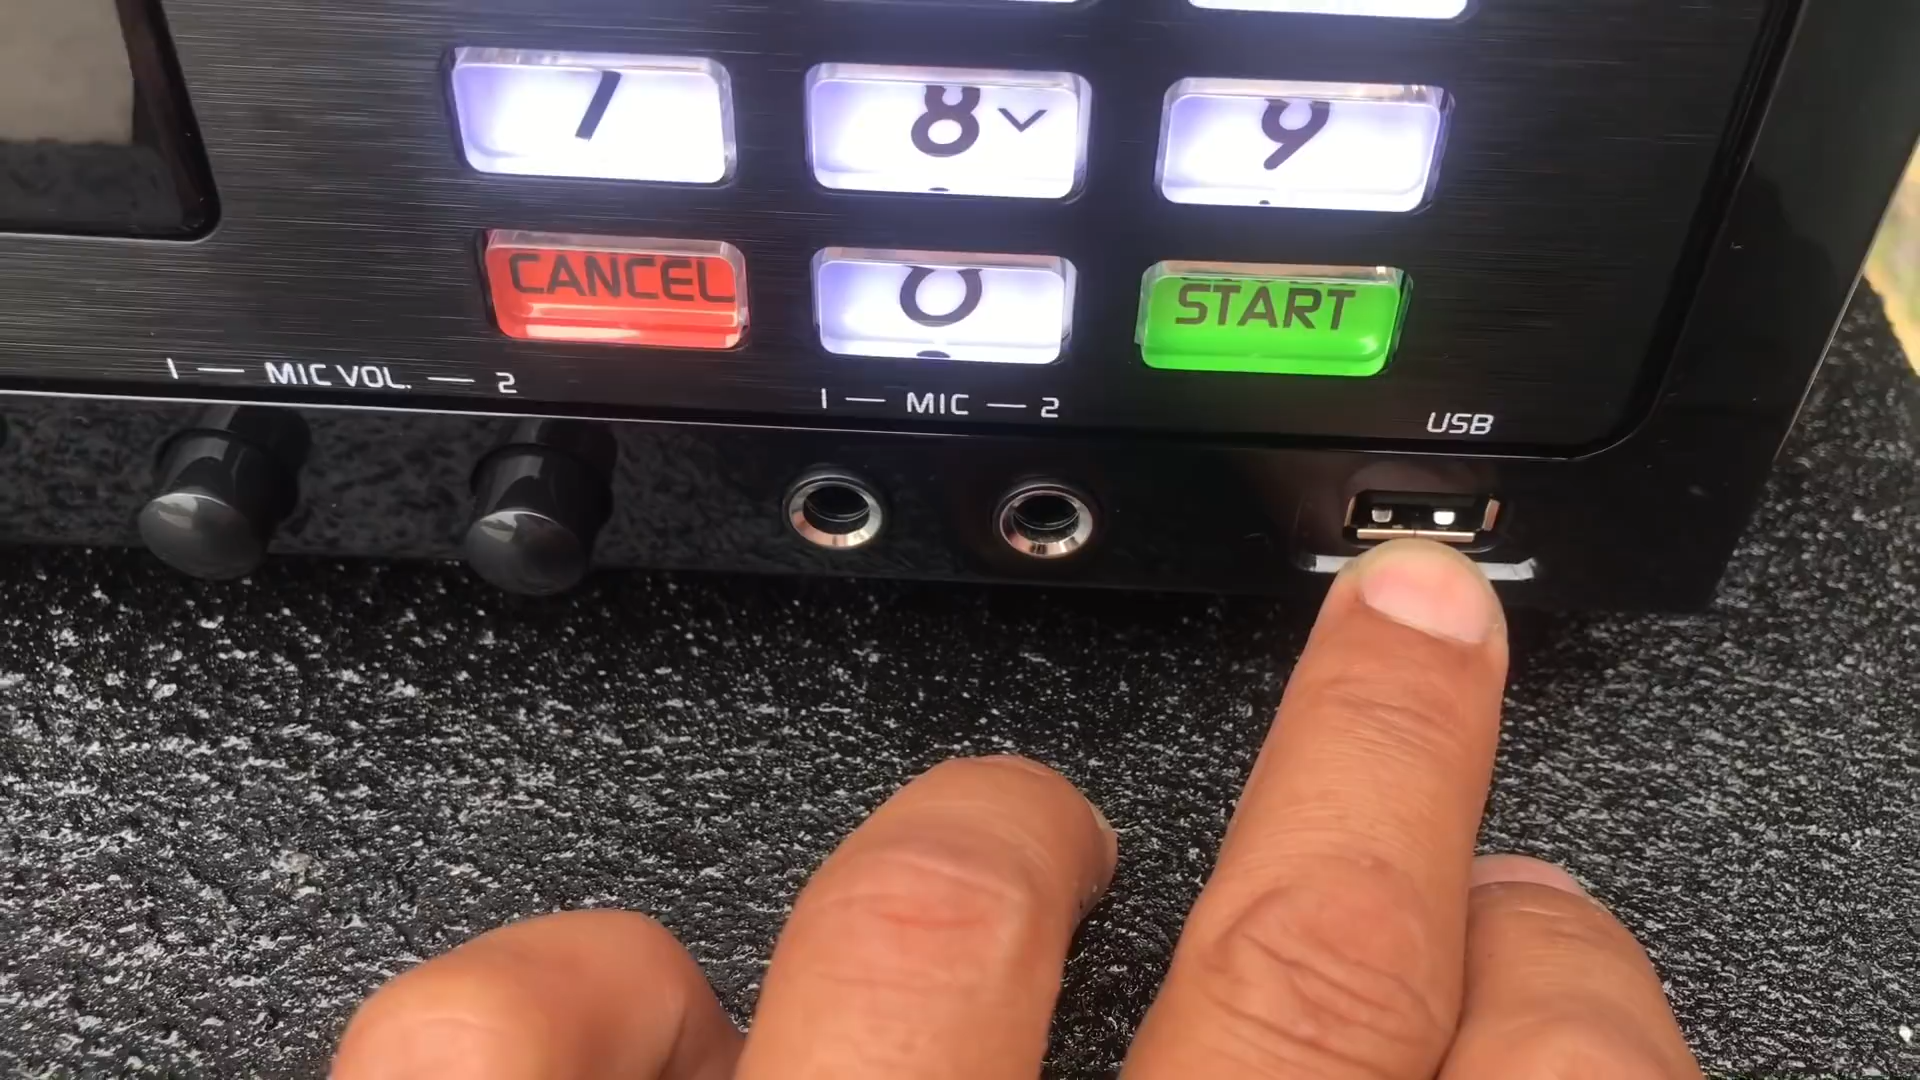 7 8 9
CANCEL 0 START
1 — MIC VOL. — 2
1 — MIC — 2
USB